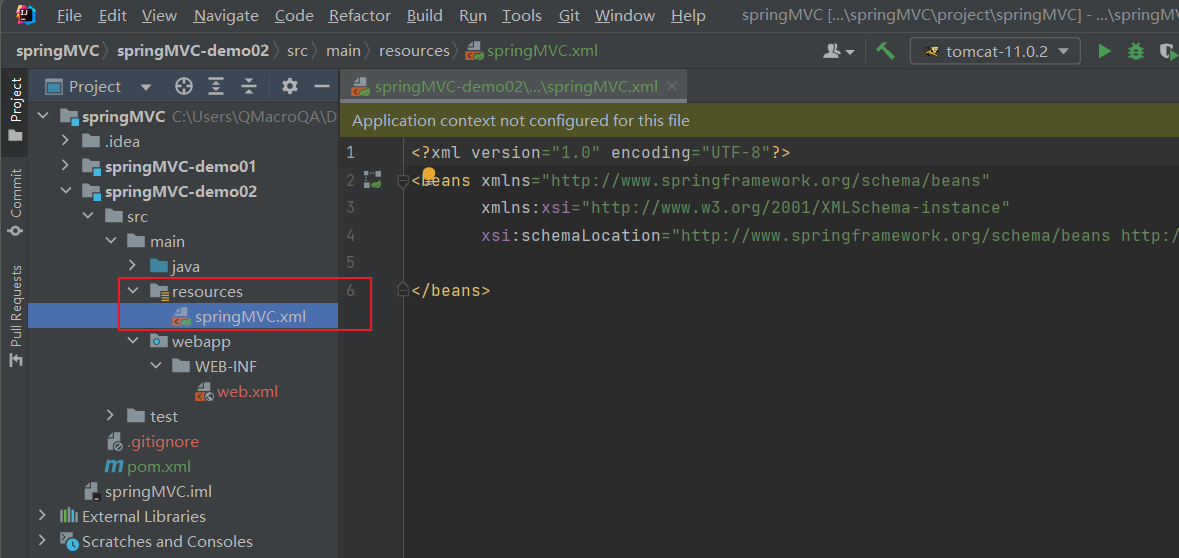 File Edit View Navigate Code Refactor Build Run Tools Git Window Help springMVC [...\springMVC\project\springMVC] - ...\springM
springMVC springMVC-demo02 src main resources springMVC.xml tomcat-11.0.2
Project
springMVC-demo02\...\springMVC.xml
Project
Commit
Pull Requests
springMVC C:\Users\QMacroQA\D
.idea
springMVC-demo01
springMVC-demo02
src
main
java
resources
springMVC.xml
webapp
WEB-INF
web.xml
test
.gitignore
pom.xml
springMVC.iml
External Libraries
Scratches and Consoles
Application context not configured for this file
1 <?xml version="1.0" encoding="UTF-8"?>
2 <beans xmlns="http://www.springframework.org/schema/beans"
3 xmlns:xsi="http://www.w3.org/2001/XMLSchema-instance"
4 xsi:schemaLocation="http://www.springframework.org/schema/beans http:/
5
6 </beans>